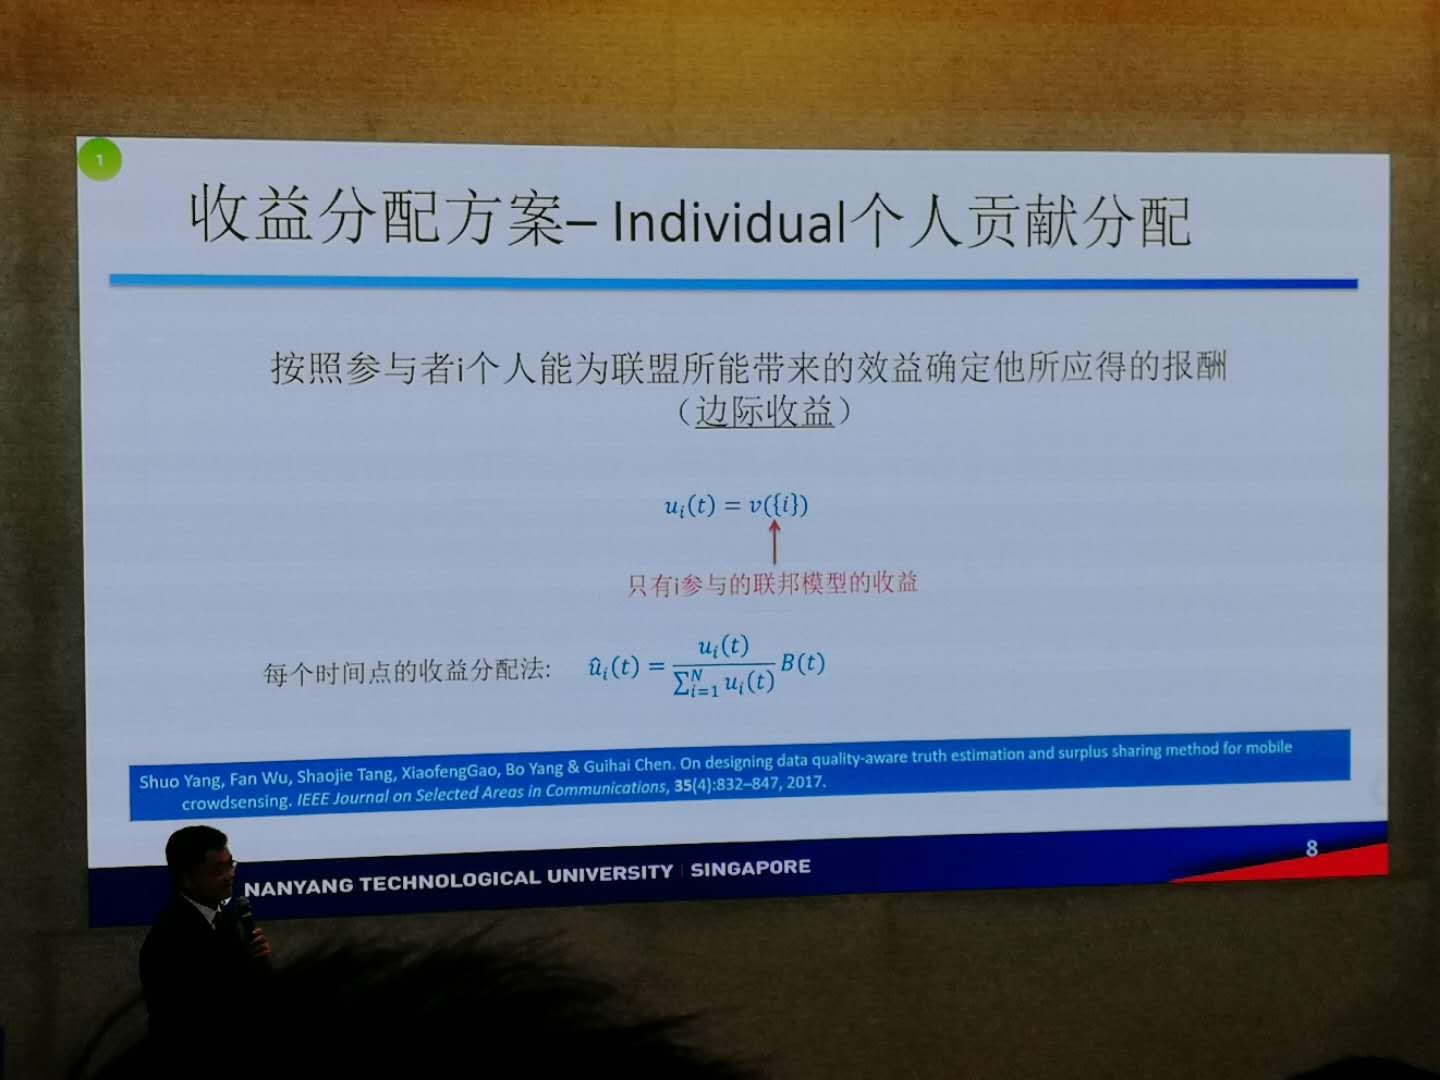 1
收益分配方案– Individual个人贡献分配
按照参与者i个人能为联盟所能带来的效益确定他所应得的报酬
（边际收益）
uᵢ(t) = v({i})
只有i参与的联邦模型的收益
每个时间点的收益分配法: ûᵢ(t) = uᵢ(t) / ∑ᵢ₌₁ᴺ uᵢ(t) B(t)
Shuo Yang, Fan Wu, Shaojie Tang, XiaofengGao, Bo Yang & Guihai Chen. On designing data quality-aware truth estimation and surplus sharing method for mobile
crowdsensing. IEEE Journal on Selected Areas in Communications, 35(4):832–847, 2017.
8
NANYANG TECHNOLOGICAL UNIVERSITY | SINGAPORE